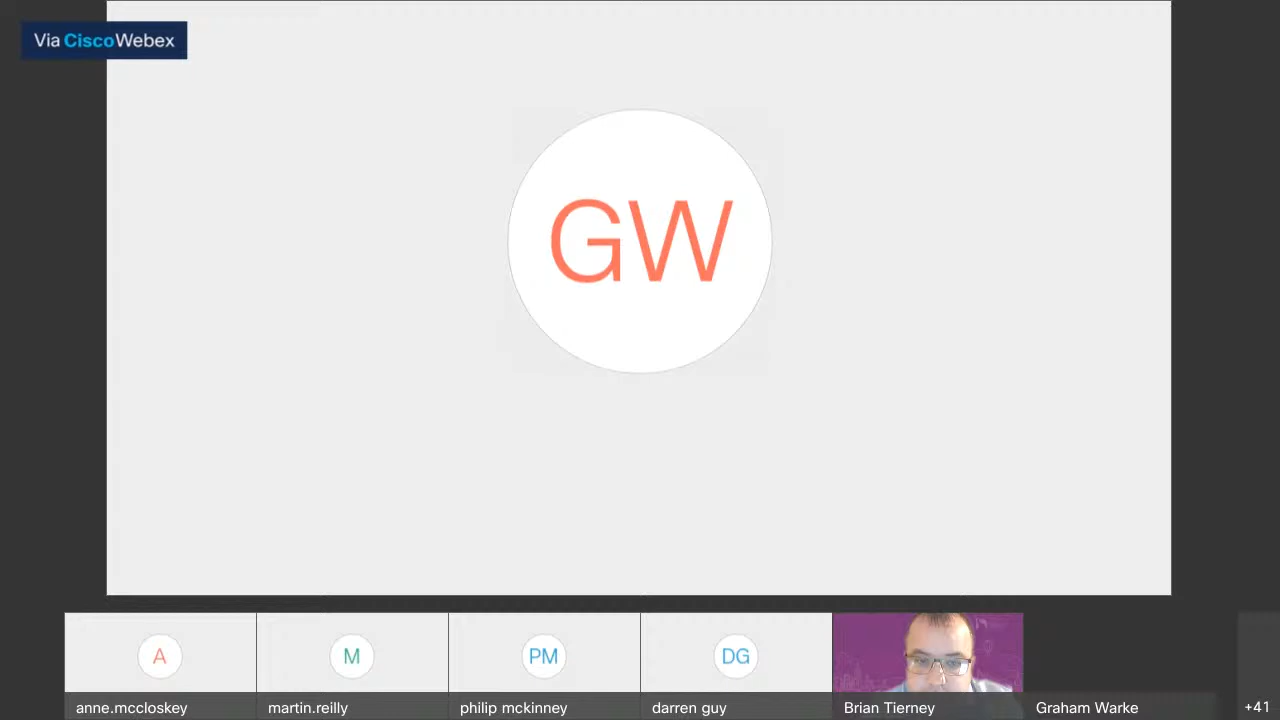 Via CiscoWebex
GW
A
M
PM
DG
anne.mccloskey
martin.reilly
philip mckinney
darren guy
Brian Tierney
Graham Warke
+41